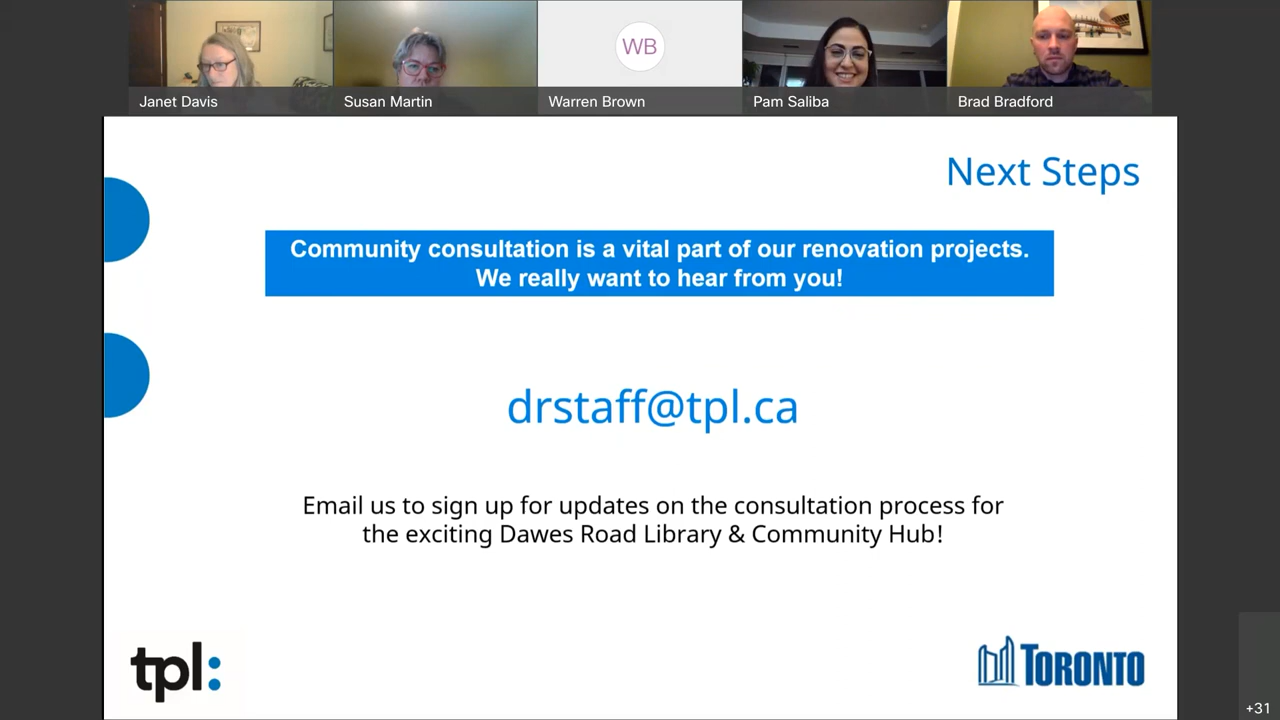 WB
Janet Davis
Susan Martin
Warren Brown
Pam Saliba
Brad Bradford
Next Steps
Community consultation is a vital part of our renovation projects.
We really want to hear from you!
drstaff@tpl.ca
Email us to sign up for updates on the consultation process for
the exciting Dawes Road Library & Community Hub!
tpl:
TORONTO
+31